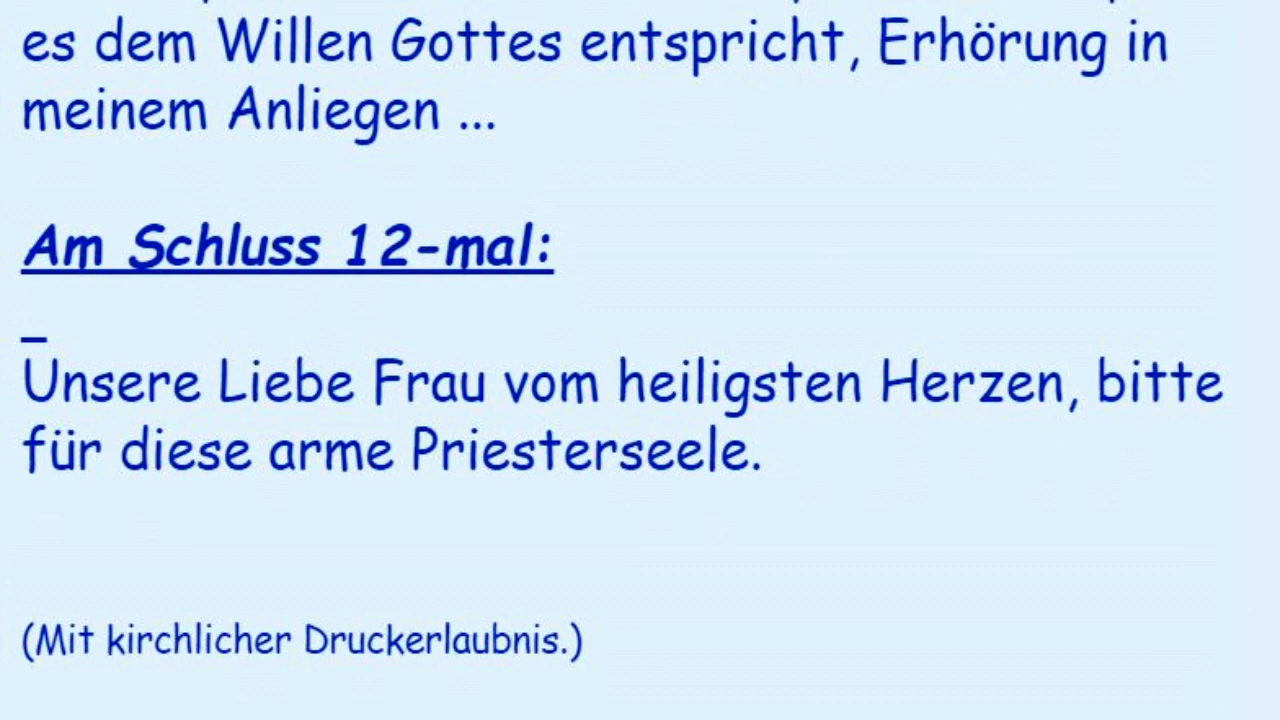 es dem Willen Gottes entspricht, Erhörung in
meinem Anliegen ...
Am Schluss 12-mal:
_
Unsere Liebe Frau vom heiligsten Herzen, bitte
für diese arme Priesterseele.
(Mit kirchlicher Druckerlaubnis.)